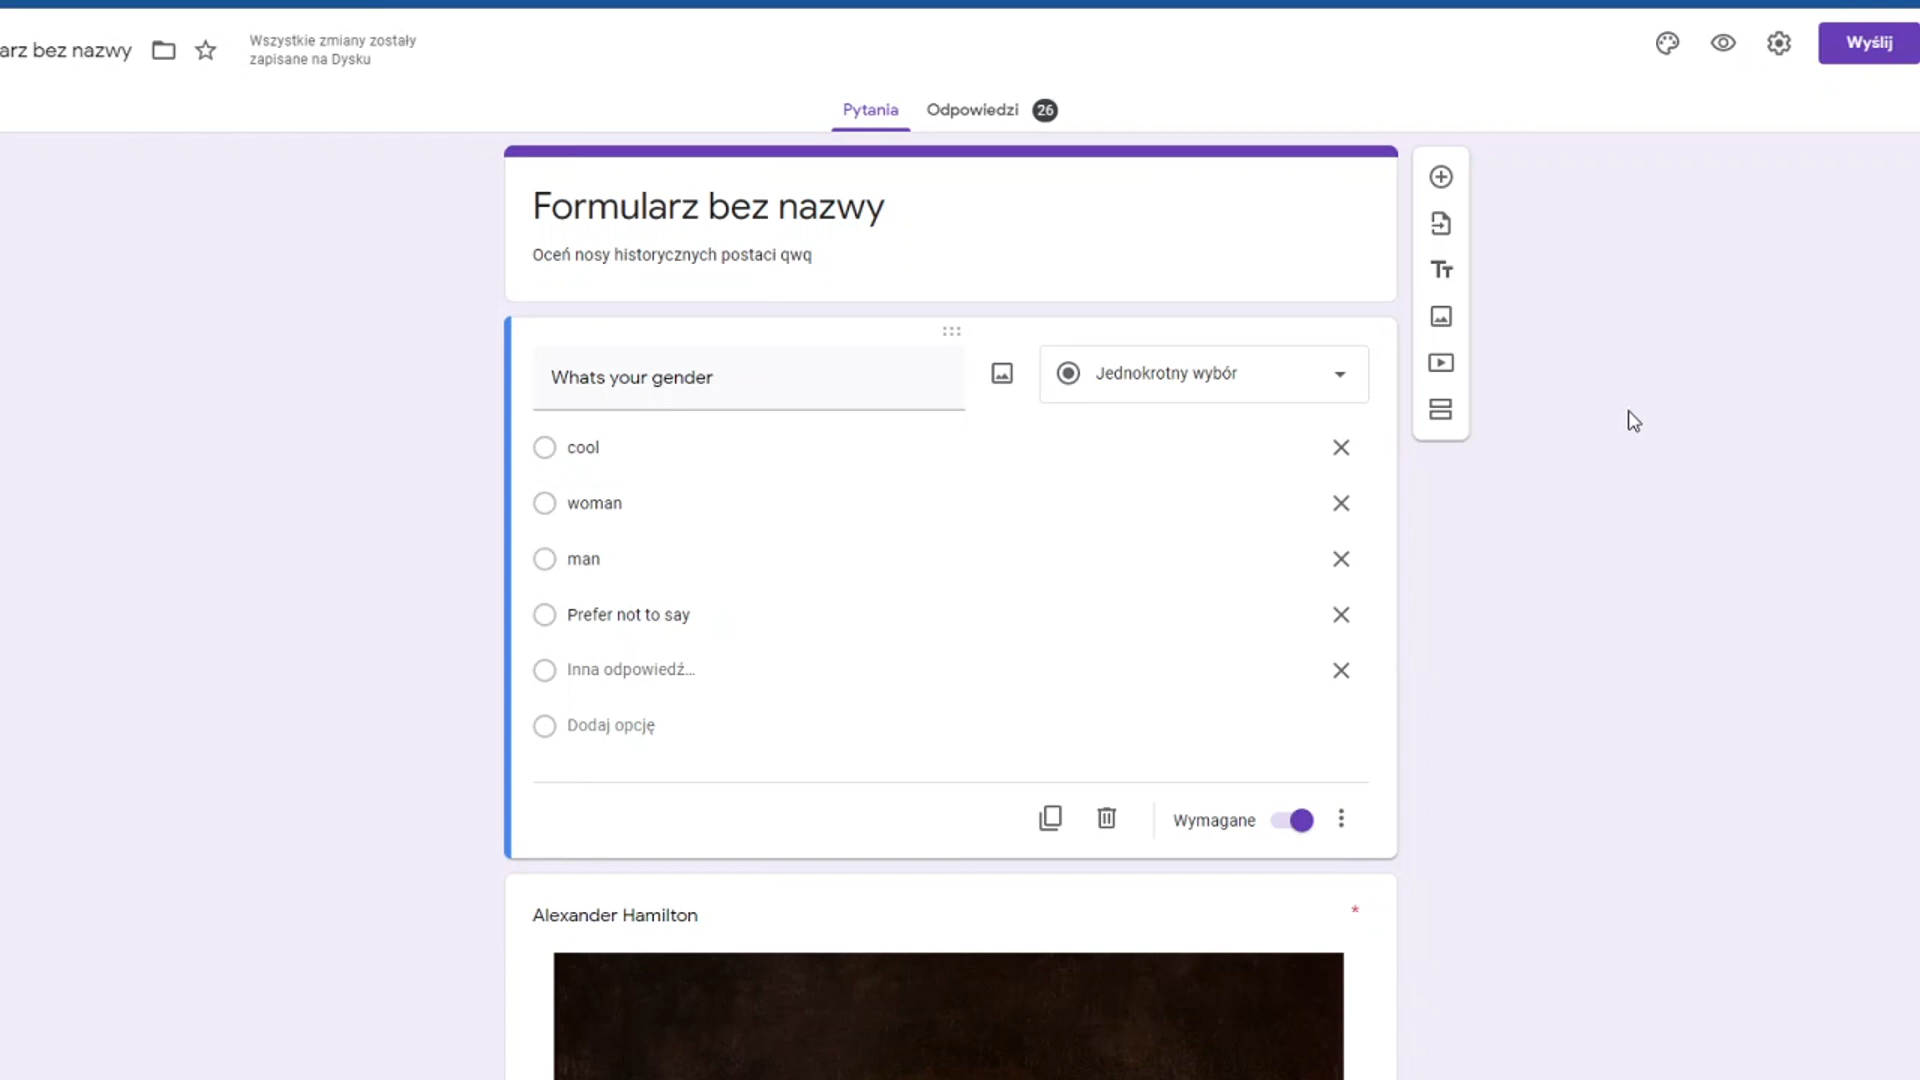 arz bez nazwy
Wszystkie zmiany zostały
zapisane na Dysku
Wyślij
Pytania
Odpowiedzi 26
Formularz bez nazwy
Oceń nosy historycznych postaci qwq
Whats your gender
Jednokrotny wybór
cool
woman
man
Prefer not to say
Inna odpowiedź...
Dodaj opcję
Wymagane
Alexander Hamilton *